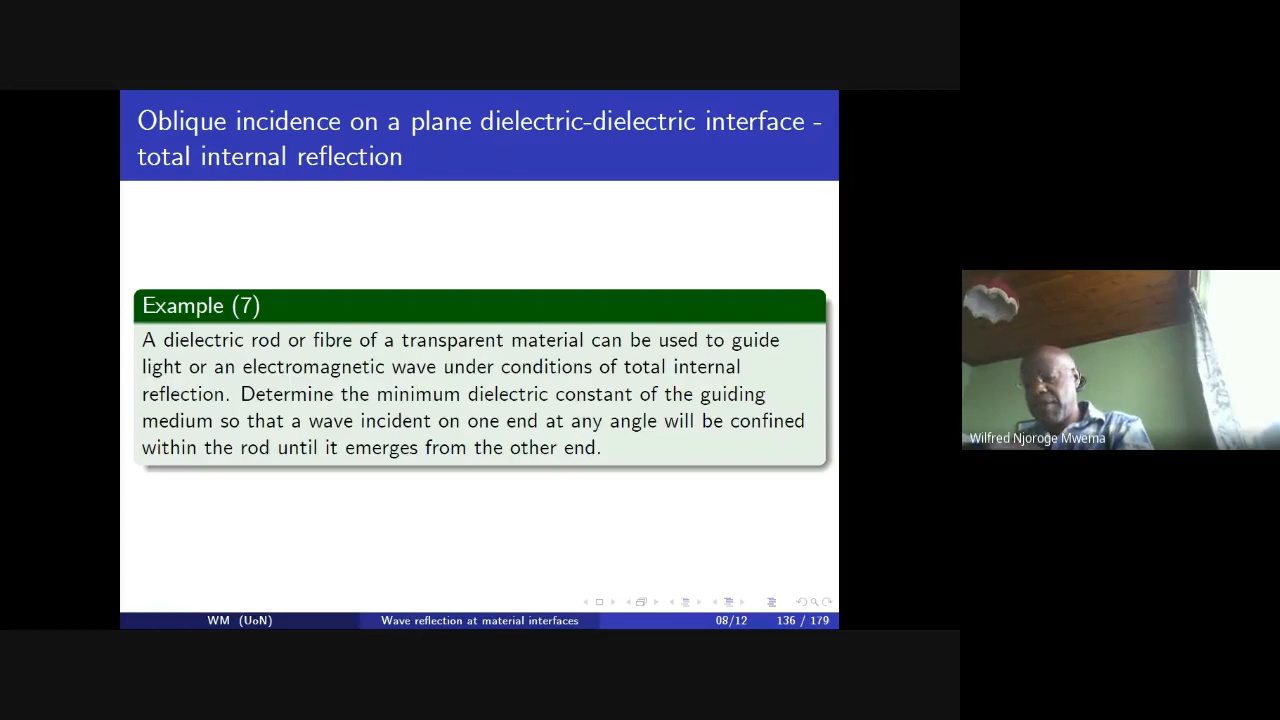 Oblique incidence on a plane dielectric-dielectric interface -
total internal reflection
Example (7)
A dielectric rod or fibre of a transparent material can be used to guide
light or an electromagnetic wave under conditions of total internal
reflection. Determine the minimum dielectric constant of the guiding
medium so that a wave incident on one end at any angle will be confined
within the rod until it emerges from the other end.
Wilfred Njoroge Mwema
WM (UoN) Wave reflection at material interfaces 08/12 136 / 179